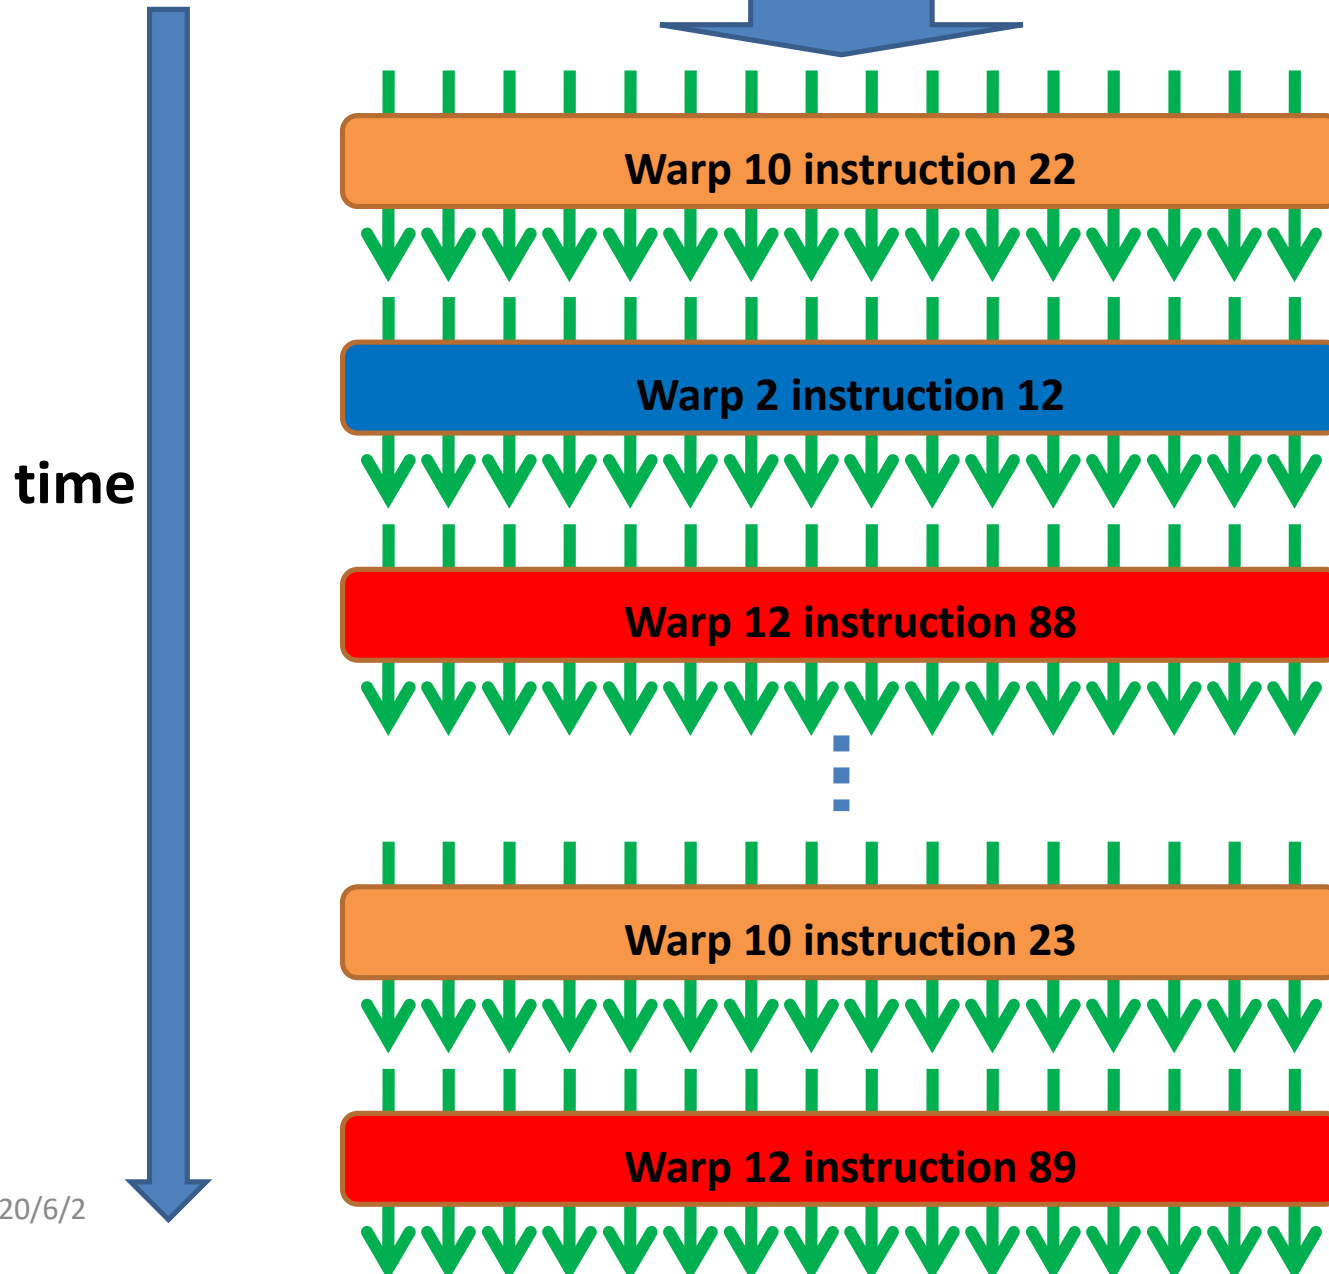 Warp 10 instruction 22
Warp 2 instruction 12
time
Warp 12 instruction 88
Warp 10 instruction 23
Warp 12 instruction 89
20/6/2